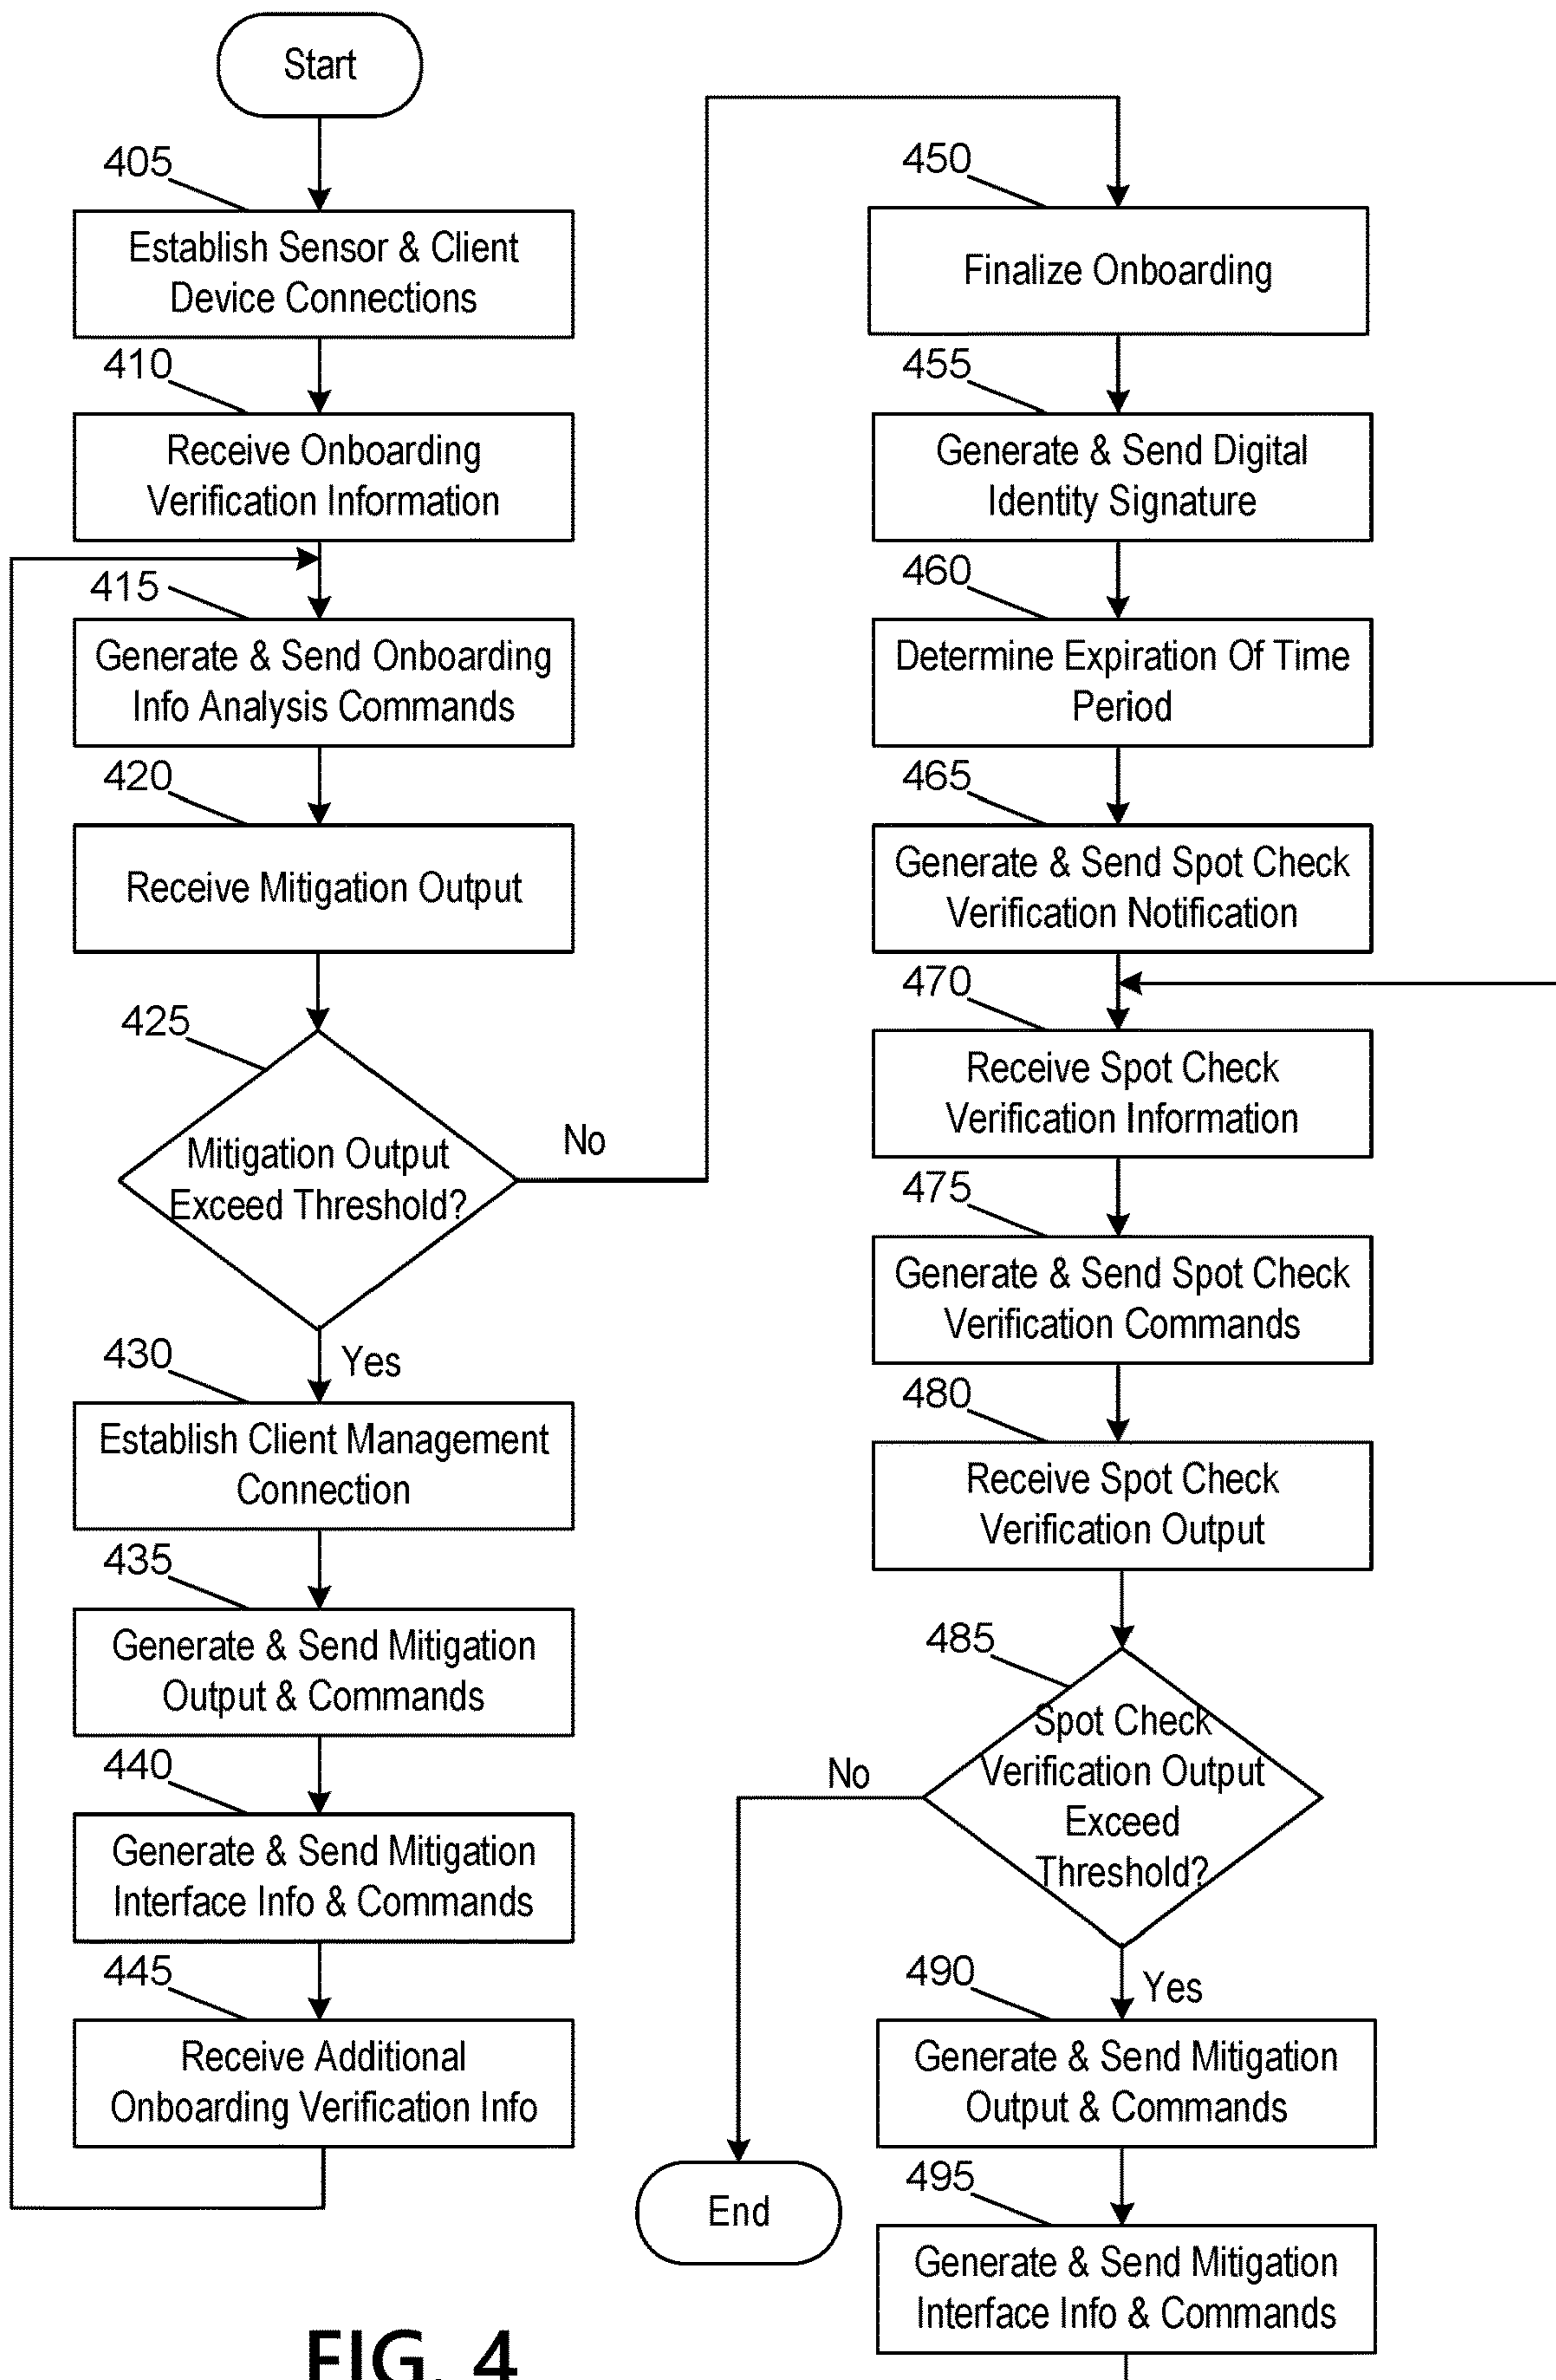 Start
405
Establish Sensor & Client
Device Connections
410
Receive Onboarding
Verification Information
415
Generate & Send Onboarding
Info Analysis Commands
420
Receive Mitigation Output
425
Mitigation Output
Exceed Threshold?
No
Yes
430
Establish Client Management
Connection
435
Generate & Send Mitigation
Output & Commands
440
Generate & Send Mitigation
Interface Info & Commands
445
Receive Additional
Onboarding Verification Info
450
Finalize Onboarding
455
Generate & Send Digital
Identity Signature
460
Determine Expiration Of Time
Period
465
Generate & Send Spot Check
Verification Notification
470
Receive Spot Check
Verification Information
475
Generate & Send Spot Check
Verification Commands
480
Receive Spot Check
Verification Output
485
Spot Check
Verification Output
Exceed
Threshold?
No
Yes
490
Generate & Send Mitigation
Output & Commands
495
Generate & Send Mitigation
Interface Info & Commands
End
FIG. 4